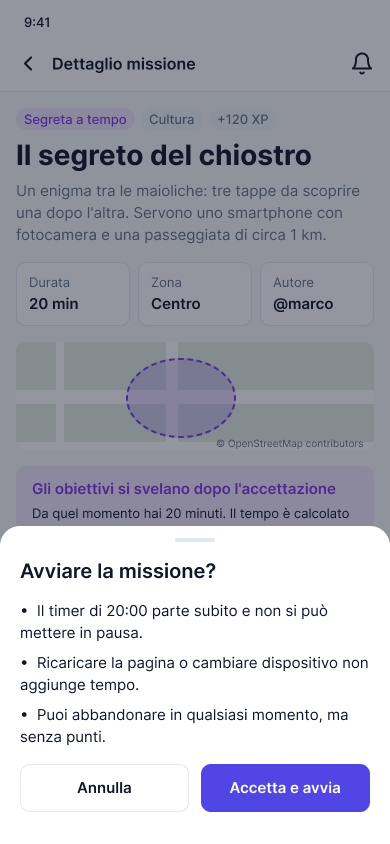 9:41
Dettaglio missione
Segreta a tempo
Cultura
+120 XP
Il segreto del chiostro
Un enigma tra le maioliche: tre tappe da scoprire
una dopo l'altra. Servono uno smartphone con
fotocamera e una passeggiata di circa 1 km.
Durata
20 min
Zona
Centro
Autore
@marco
© OpenStreetMap contributors
Gli obiettivi si svelano dopo l'accettazione
Da quel momento hai 20 minuti. Il tempo è calcolato
Avviare la missione?
• Il timer di 20:00 parte subito e non si può
mettere in pausa.
• Ricaricare la pagina o cambiare dispositivo non
aggiunge tempo.
• Puoi abbandonare in qualsiasi momento, ma
senza punti.
Annulla
Accetta e avvia